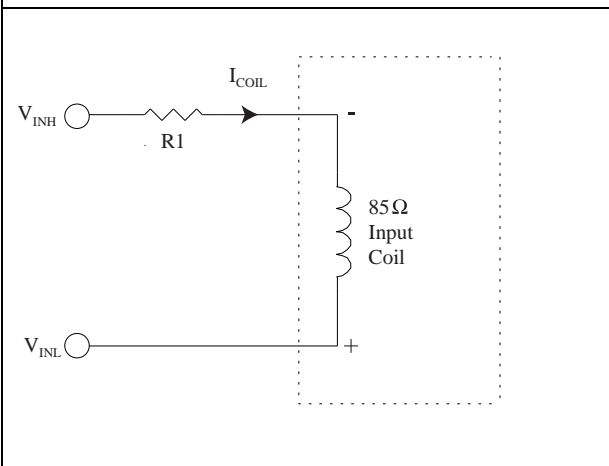 I_COIL
V_INH
-
R1
85Ω
Input
Coil
V_INL
+